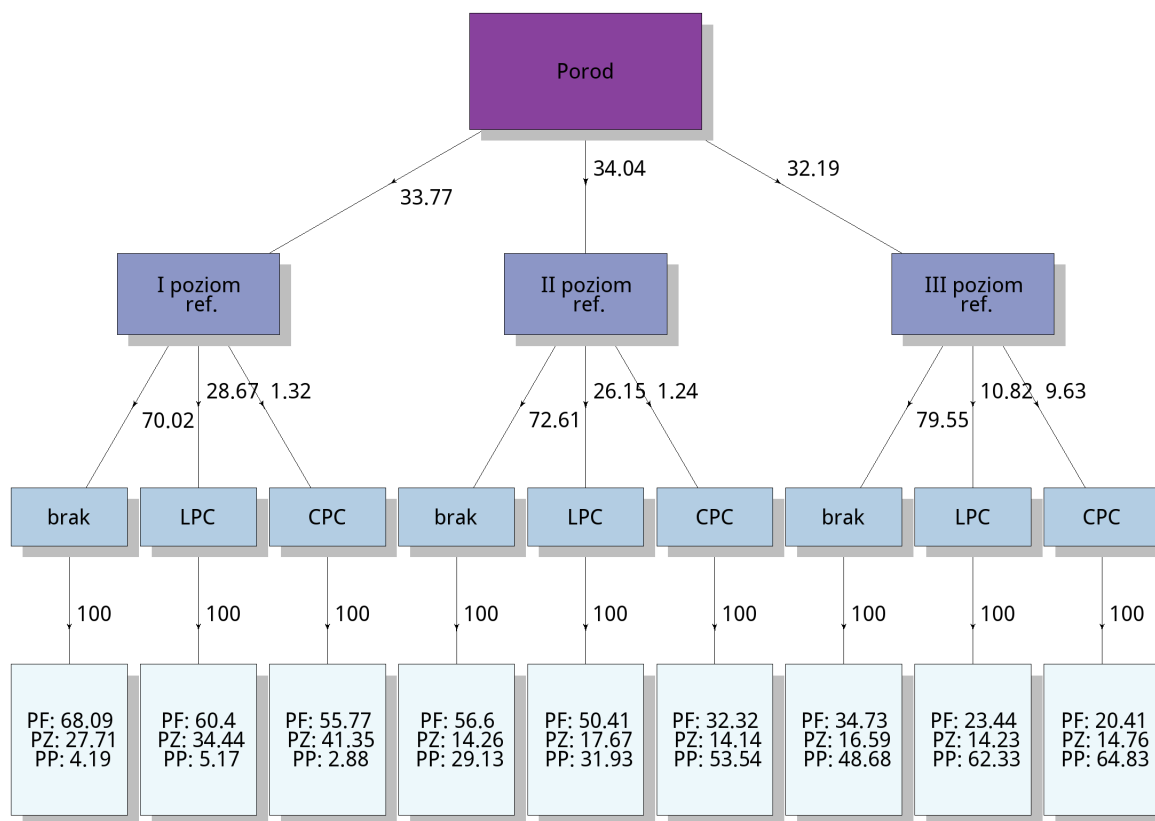 Porod
33.77
34.04
32.19
I poziom
ref.
II poziom
ref.
III poziom
ref.
70.02
28.67
1.32
72.61
26.15
1.24
79.55
10.82
9.63
brak
LPC
CPC
brak
LPC
CPC
brak
LPC
CPC
100
100
100
100
100
100
100
100
100
PF: 68.09
PZ: 27.71
PP: 4.19
PF: 60.4
PZ: 34.44
PP: 5.17
PF: 55.77
PZ: 41.35
PP: 2.88
PF: 56.6
PZ: 14.26
PP: 29.13
PF: 50.41
PZ: 17.67
PP: 31.93
PF: 32.32
PZ: 14.14
PP: 53.54
PF: 34.73
PZ: 16.59
PP: 48.68
PF: 23.44
PZ: 14.23
PP: 62.33
PF: 20.41
PZ: 14.76
PP: 64.83